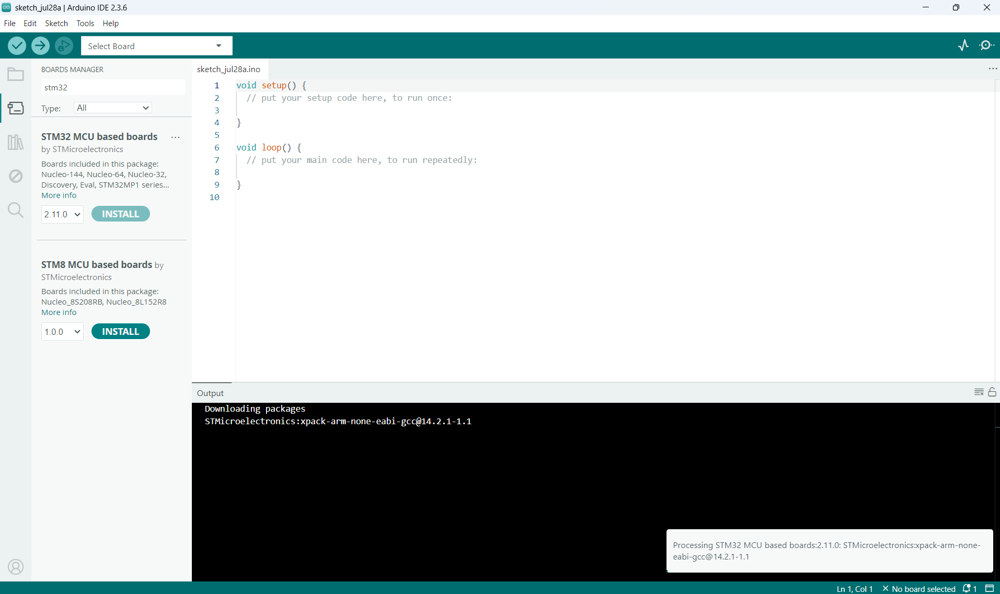 sketch_jul28a | Arduino IDE 2.3.6
File Edit Sketch Tools Help
Select Board
BOARDS MANAGER
stm32
Type: All
STM32 MCU based boards
by STMicroelectronics
Boards included in this package:
Nucleo-144, Nucleo-64, Nucleo-32,
Discovery, Eval, STM32MP1 series...
More info
2.11.0 INSTALL
STM8 MCU based boards by
STMicroelectronics
Boards included in this package:
Nucleo_8S208RB, Nucleo_8L152R8
More info
1.0.0 INSTALL
sketch_jul28a.ino
1 void setup() {
2 // put your setup code here, to run once:
3
4 }
5
6 void loop() {
7 // put your main code here, to run repeatedly:
8
9 }
10
Output
Downloading packages
STMicroelectronics:xpack-arm-none-eabi-gcc@14.2.1-1.1
Processing STM32 MCU based boards:2.11.0: STMicroelectronics:xpack-arm-none-
eabi-gcc@14.2.1-1.1
Ln 1, Col 1 No board selected 1